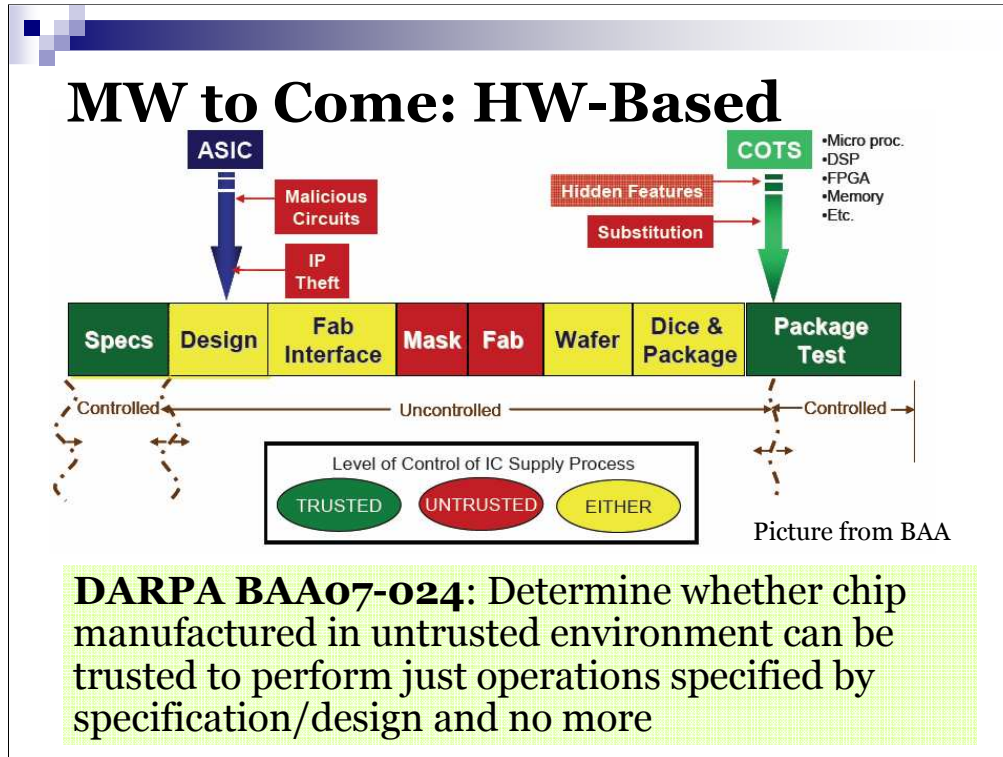 MW to Come: HW-Based
ASIC
COTS
•Micro proc.
•DSP
•FPGA
•Memory
•Etc.
Malicious
Circuits
IP
Theft
Hidden Features
Substitution
Specs
Design
Fab
Interface
Mask
Fab
Wafer
Dice &
Package
Package
Test
Controlled
Uncontrolled
Controlled
Level of Control of IC Supply Process
TRUSTED
UNTRUSTED
EITHER
Picture from BAA
DARPA BAA07-024: Determine whether chip
manufactured in untrusted environment can be
trusted to perform just operations specified by
specification/design and no more